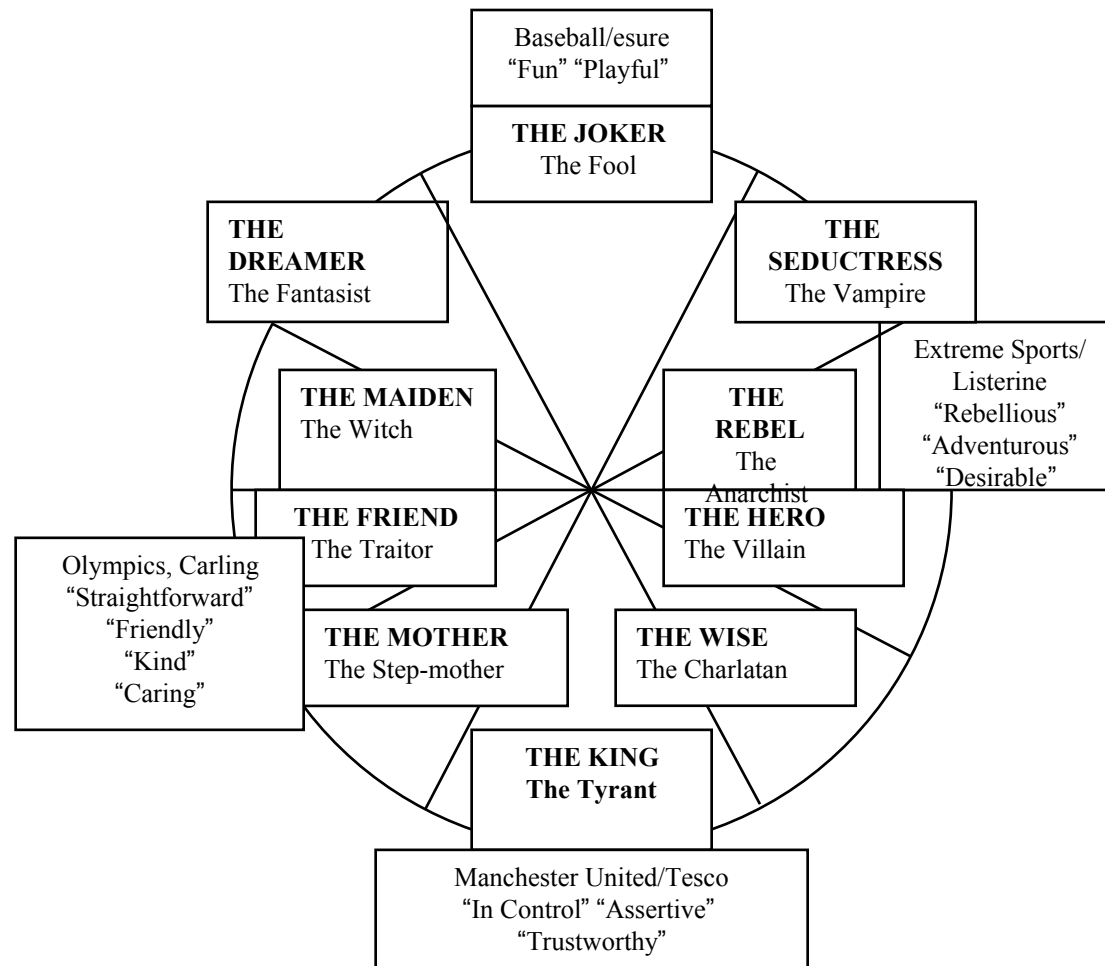 Baseball/esure
“Fun” “Playful”
THE JOKER
The Fool
THE
DREAMER
The Fantasist
THE
SEDUCTRESS
The Vampire
Extreme Sports/
Listerine
“Rebellious”
“Adventurous”
“Desirable”
THE MAIDEN
The Witch
THE
REBEL
The
Anarchist
THE FRIEND
The Traitor
THE HERO
The Villain
Olympics, Carling
“Straightforward”
“Friendly”
“Kind”
“Caring”
THE MOTHER
The Step-mother
THE WISE
The Charlatan
THE KING
The Tyrant
Manchester United/Tesco
“In Control” “Assertive”
“Trustworthy”